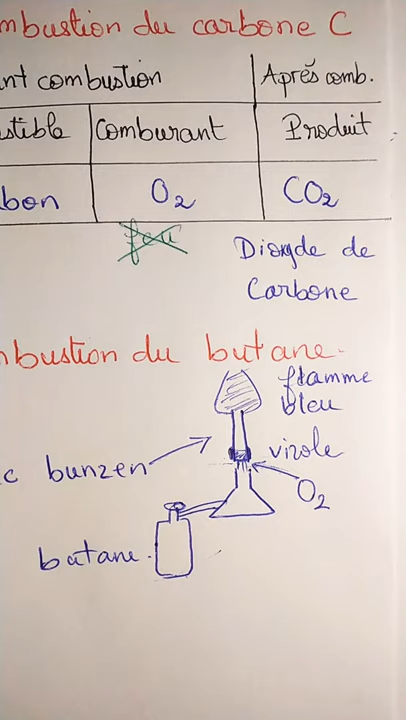 mbustion du carbone C
nt combustion Après comb.
stible Comburant Produit
bon O₂ CO₂
feu Dioxyde de
Carbone
mbustion du butane.
flamme
bleu
virole
c bunzen
O₂
butane.